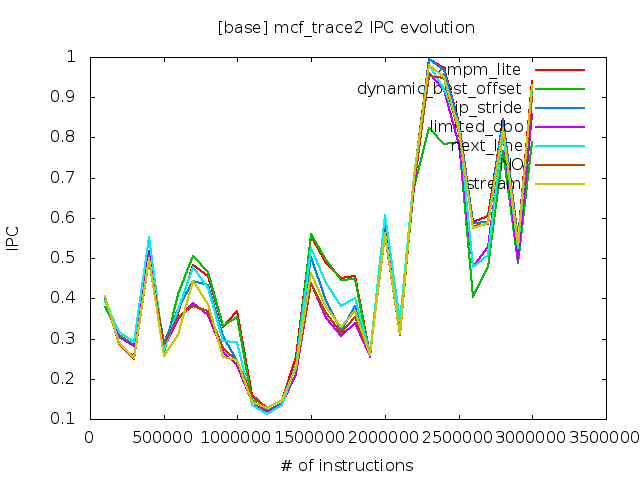 [base] mcf_trace2 IPC evolution
1
0.9
0.8
0.7
0.6
0.5
0.4
0.3
0.2
0.1
IPC
0 500000 1000000 1500000 2000000 2500000 3000000 3500000
# of instructions
mpm_lite
dynamic_best_offset
ip_stride
limited_dbo
next_line
stream